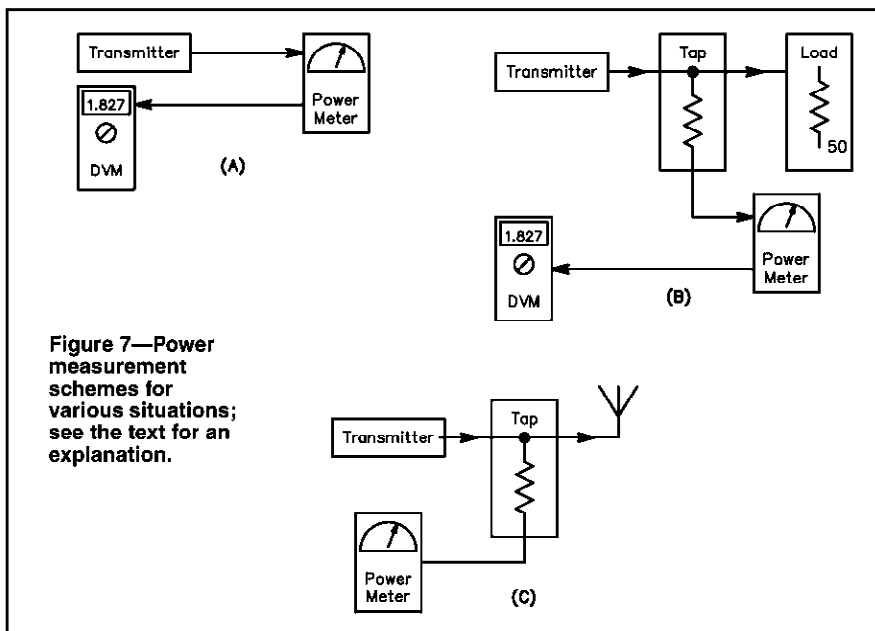 Transmitter
1.827
DVM
Power
Meter
(A)
Transmitter
Tap
Load
50
1.827
DVM
Power
Meter
(B)
Figure 7—Power
measurement
schemes for
various situations;
see the text for an
explanation.
Transmitter
Tap
Power
Meter
(C)